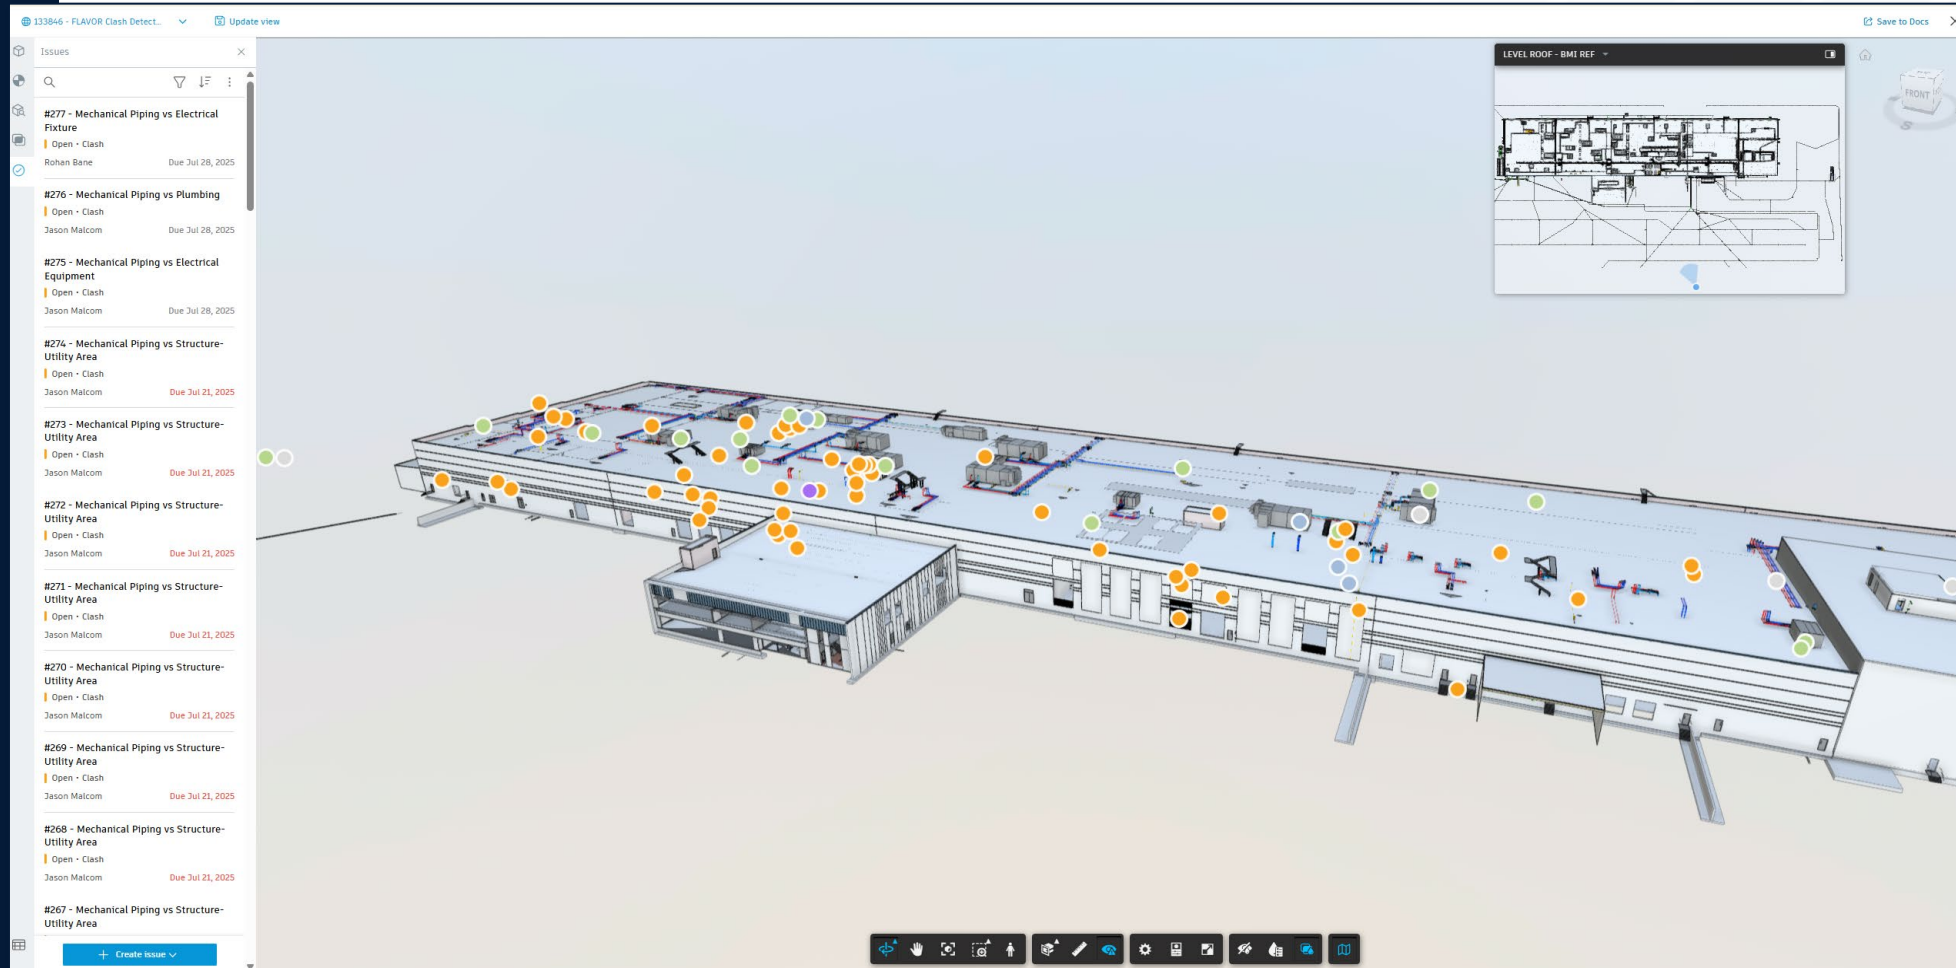 133846 - FLAVOR Clash Detect...
Update view
Save to Docs
Issues
#277 - Mechanical Piping vs Electrical
Fixture
Open · Clash
Rohan Bane Due Jul 28, 2025
#276 - Mechanical Piping vs Plumbing
Open · Clash
Jason Malcom Due Jul 28, 2025
#275 - Mechanical Piping vs Electrical
Equipment
Open · Clash
Jason Malcom Due Jul 28, 2025
#274 - Mechanical Piping vs Structure-
Utility Area
Open · Clash
Jason Malcom Due Jul 21, 2025
#273 - Mechanical Piping vs Structure-
Utility Area
Open · Clash
Jason Malcom Due Jul 21, 2025
#272 - Mechanical Piping vs Structure-
Utility Area
Open · Clash
Jason Malcom Due Jul 21, 2025
#271 - Mechanical Piping vs Structure-
Utility Area
Open · Clash
Jason Malcom Due Jul 21, 2025
#270 - Mechanical Piping vs Structure-
Utility Area
Open · Clash
Jason Malcom Due Jul 21, 2025
#269 - Mechanical Piping vs Structure-
Utility Area
Open · Clash
Jason Malcom Due Jul 21, 2025
#268 - Mechanical Piping vs Structure-
Utility Area
Open · Clash
Jason Malcom Due Jul 21, 2025
#267 - Mechanical Piping vs Structure-
Utility Area
+ Create issue
LEVEL ROOF - BMI REF
FRONT
S